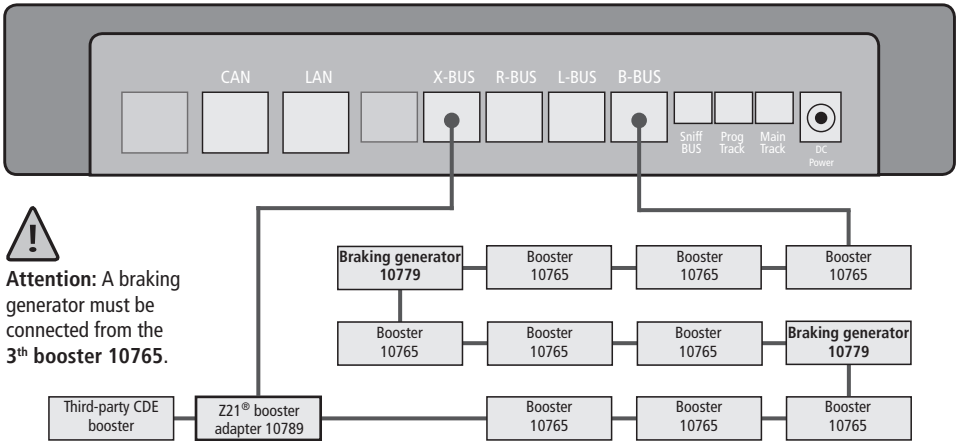 CAN LAN X-BUS R-BUS L-BUS B-BUS
Sniff BUS
Prog Track
Main Track
DC Power
!
Attention: A braking
generator must be
connected from the
3th booster 10765.
Braking generator
10779
Booster
10765
Booster
10765
Booster
10765
Booster
10765
Booster
10765
Booster
10765
Braking generator
10779
Third-party CDE
booster
Z21® booster
adapter 10789
Booster
10765
Booster
10765
Booster
10765